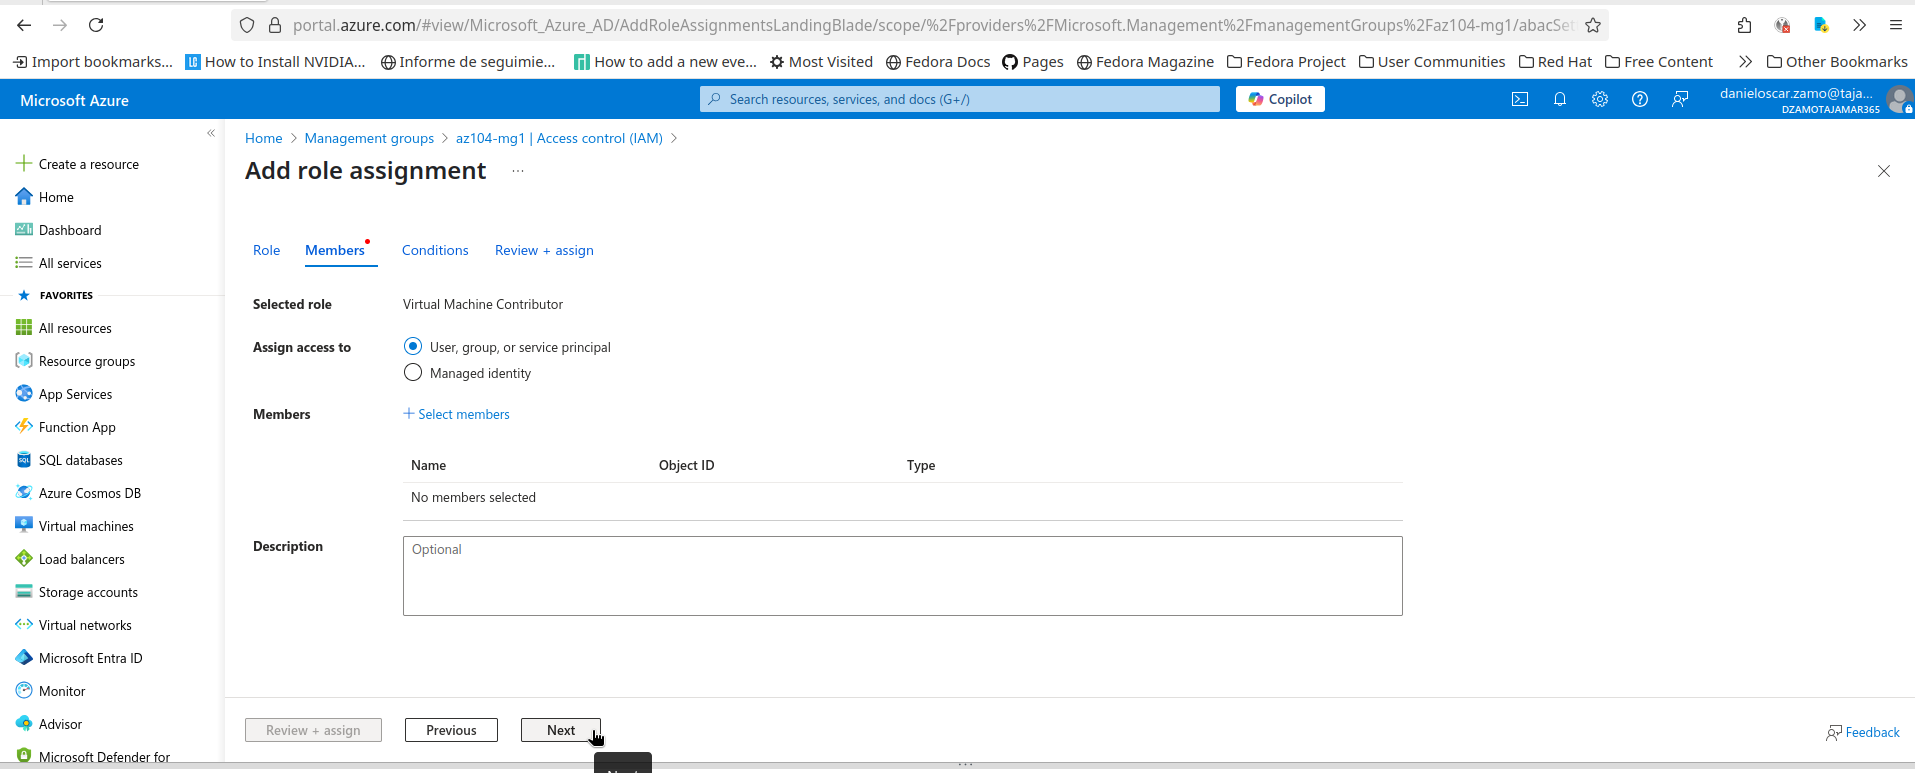 portal.azure.com/#view/Microsoft_Azure_AD/AddRoleAssignmentsLandingBlade/scope/%2Fproviders%2FMicrosoft.Management%2FmanagementGroups%2Faz104-mg1/abacSet
Import bookmarks... How to Install NVIDIA... Informe de seguimie... How to add a new eve... Most Visited Fedora Docs Pages Fedora Magazine Fedora Project User Communities Red Hat Free Content Other Bookmarks
Microsoft Azure
Search resources, services, and docs (G+/)
Copilot
danieloscar.zamo@taja...
DZAMOTAJAMAR365
Create a resource
Home
Dashboard
All services
FAVORITES
All resources
Resource groups
App Services
Function App
SQL databases
Azure Cosmos DB
Virtual machines
Load balancers
Storage accounts
Virtual networks
Microsoft Entra ID
Monitor
Advisor
Microsoft Defender for
Home > Management groups > az104-mg1 | Access control (IAM) >
Add role assignment ...
Role Members Conditions Review + assign
Selected role Virtual Machine Contributor
Assign access to User, group, or service principal
Managed identity
Members + Select members
Name Object ID Type
No members selected
Description Optional
Review + assign Previous Next
Feedback